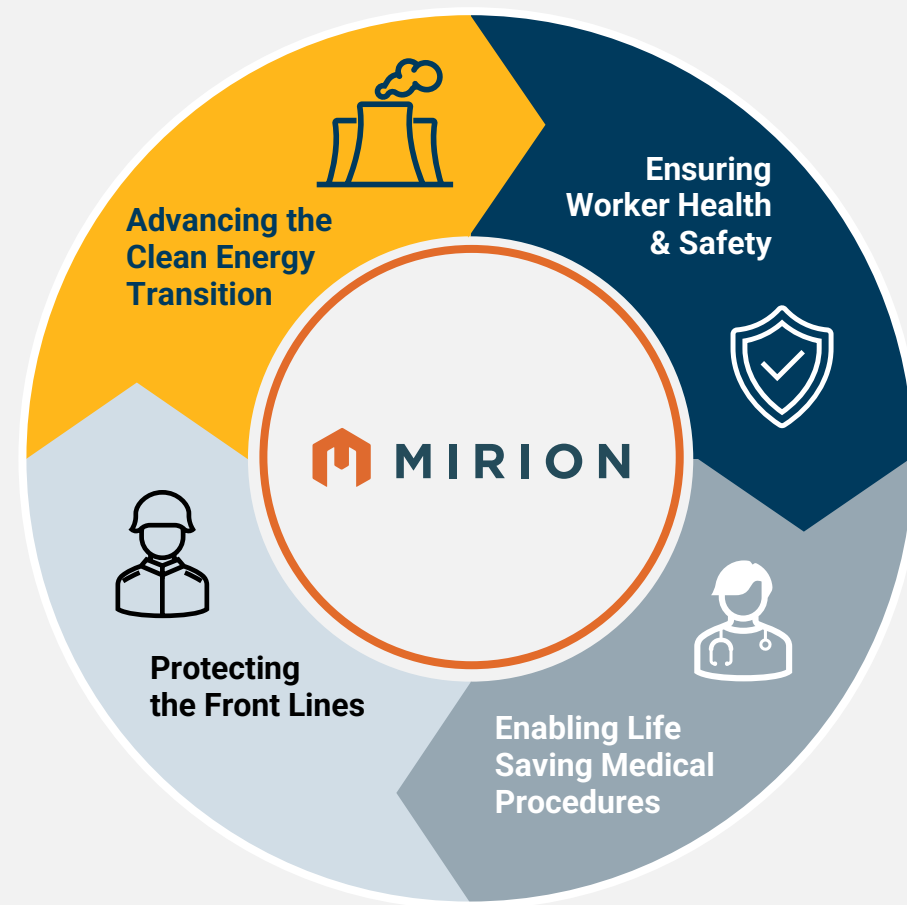 Advancing the
Clean Energy
Transition
Ensuring
Worker Health
& Safety
MIRION
Protecting
the Front Lines
Enabling Life
Saving Medical
Procedures